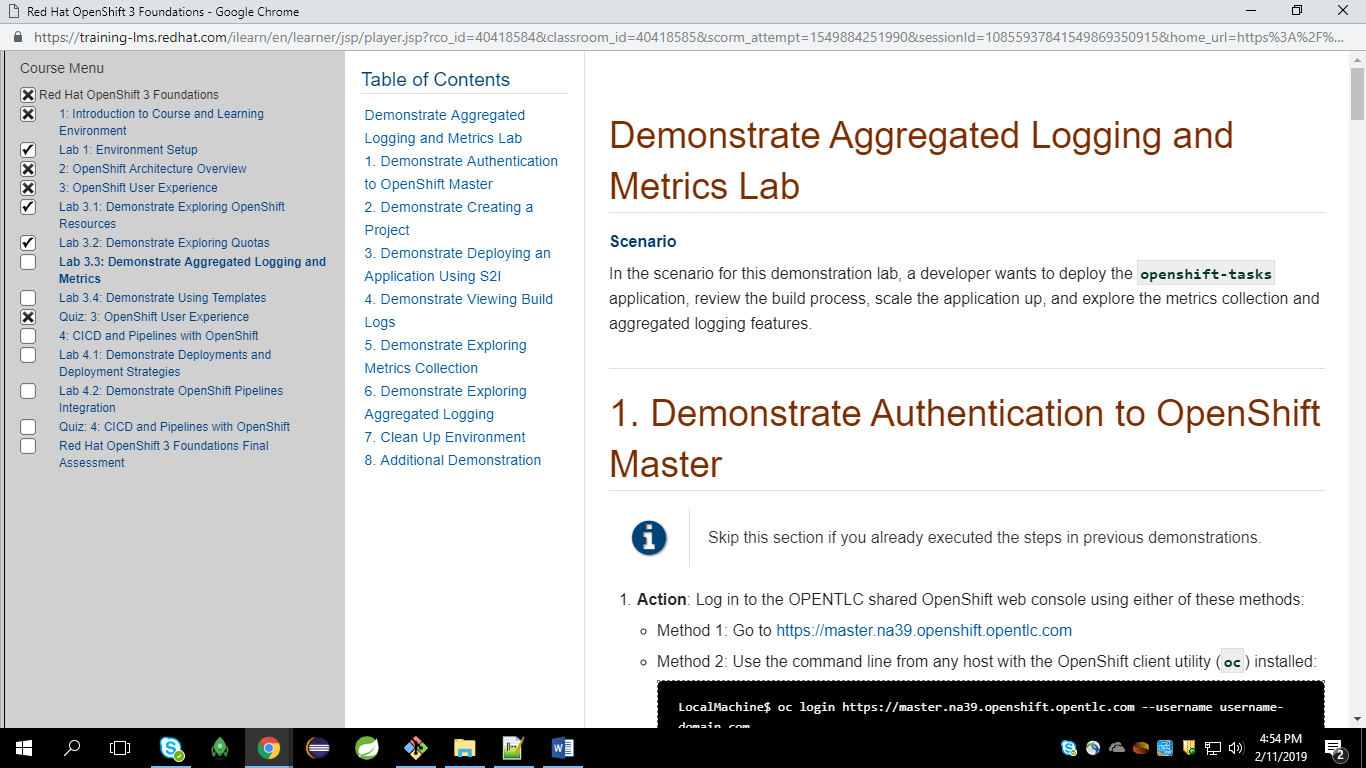 Red Hat OpenShift 3 Foundations - Google Chrome
https://training-lms.redhat.com/ilearn/en/learner/jsp/player.jsp?rco_id=40418584&classroom_id=40418585&scorm_attempt=1549884251990&sessionId=10855937841549869350915&home_url=https%3A%2F%...
Course Menu
Red Hat OpenShift 3 Foundations
1: Introduction to Course and Learning
Environment
Lab 1: Environment Setup
2: OpenShift Architecture Overview
3: OpenShift User Experience
Lab 3.1: Demonstrate Exploring OpenShift
Resources
Lab 3.2: Demonstrate Exploring Quotas
Lab 3.3: Demonstrate Aggregated Logging and
Metrics
Lab 3.4: Demonstrate Using Templates
Quiz: 3: OpenShift User Experience
4: CICD and Pipelines with OpenShift
Lab 4.1: Demonstrate Deployments and
Deployment Strategies
Lab 4.2: Demonstrate OpenShift Pipelines
Integration
Quiz: 4: CICD and Pipelines with OpenShift
Red Hat OpenShift 3 Foundations Final
Assessment
Table of Contents
Demonstrate Aggregated
Logging and Metrics Lab
1. Demonstrate Authentication
to OpenShift Master
2. Demonstrate Creating a
Project
3. Demonstrate Deploying an
Application Using S2I
4. Demonstrate Viewing Build
Logs
5. Demonstrate Exploring
Metrics Collection
6. Demonstrate Exploring
Aggregated Logging
7. Clean Up Environment
8. Additional Demonstration
Demonstrate Aggregated Logging and
Metrics Lab
Scenario
In the scenario for this demonstration lab, a developer wants to deploy the openshift-tasks
application, review the build process, scale the application up, and explore the metrics collection and
aggregated logging features.
1. Demonstrate Authentication to OpenShift
Master
Skip this section if you already executed the steps in previous demonstrations.
1. Action: Log in to the OPENTLC shared OpenShift web console using either of these methods:
Method 1: Go to https://master.na39.openshift.opentlc.com
Method 2: Use the command line from any host with the OpenShift client utility (oc) installed:
LocalMachine$ oc login https://master.na39.openshift.opentlc.com --username username-
domain.com
4:54 PM
2/11/2019
2